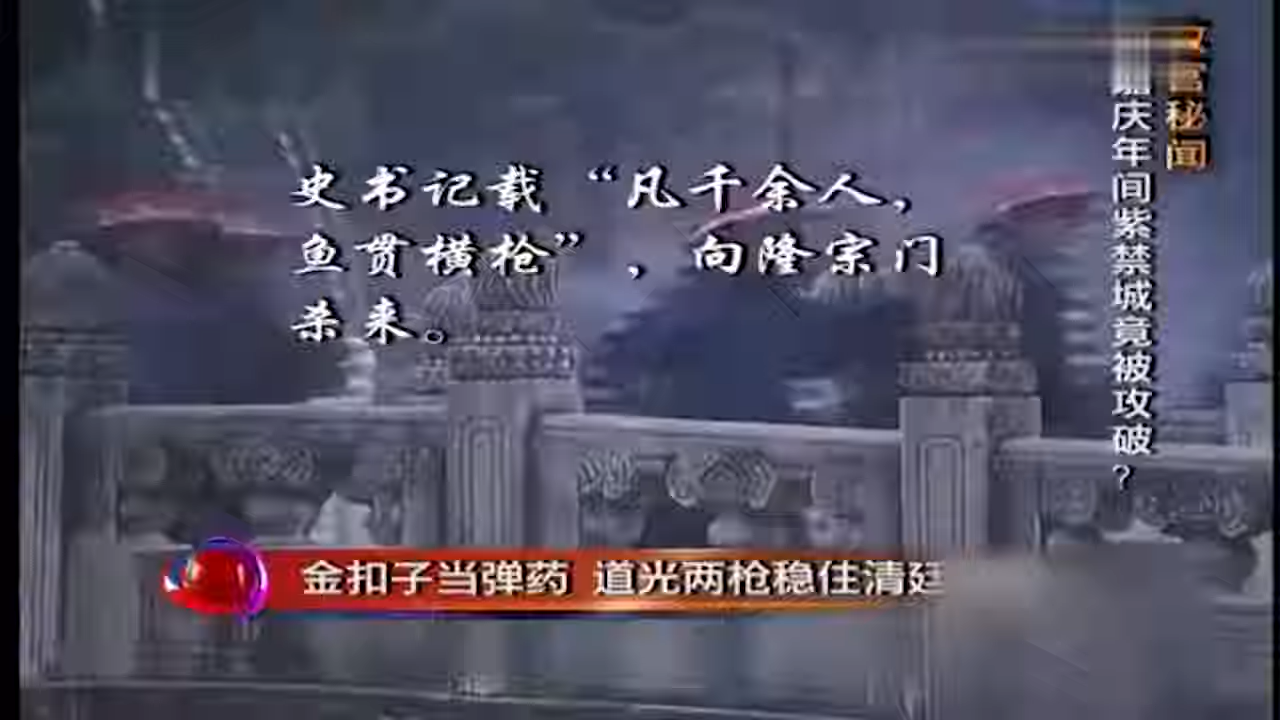 史书记载“凡千余人，
鱼贯横枪”，向隆宗门
杀来。
宫秘闻
嘉庆年间紫禁城竟被攻破？
金扣子当弹药 道光两枪稳住清廷